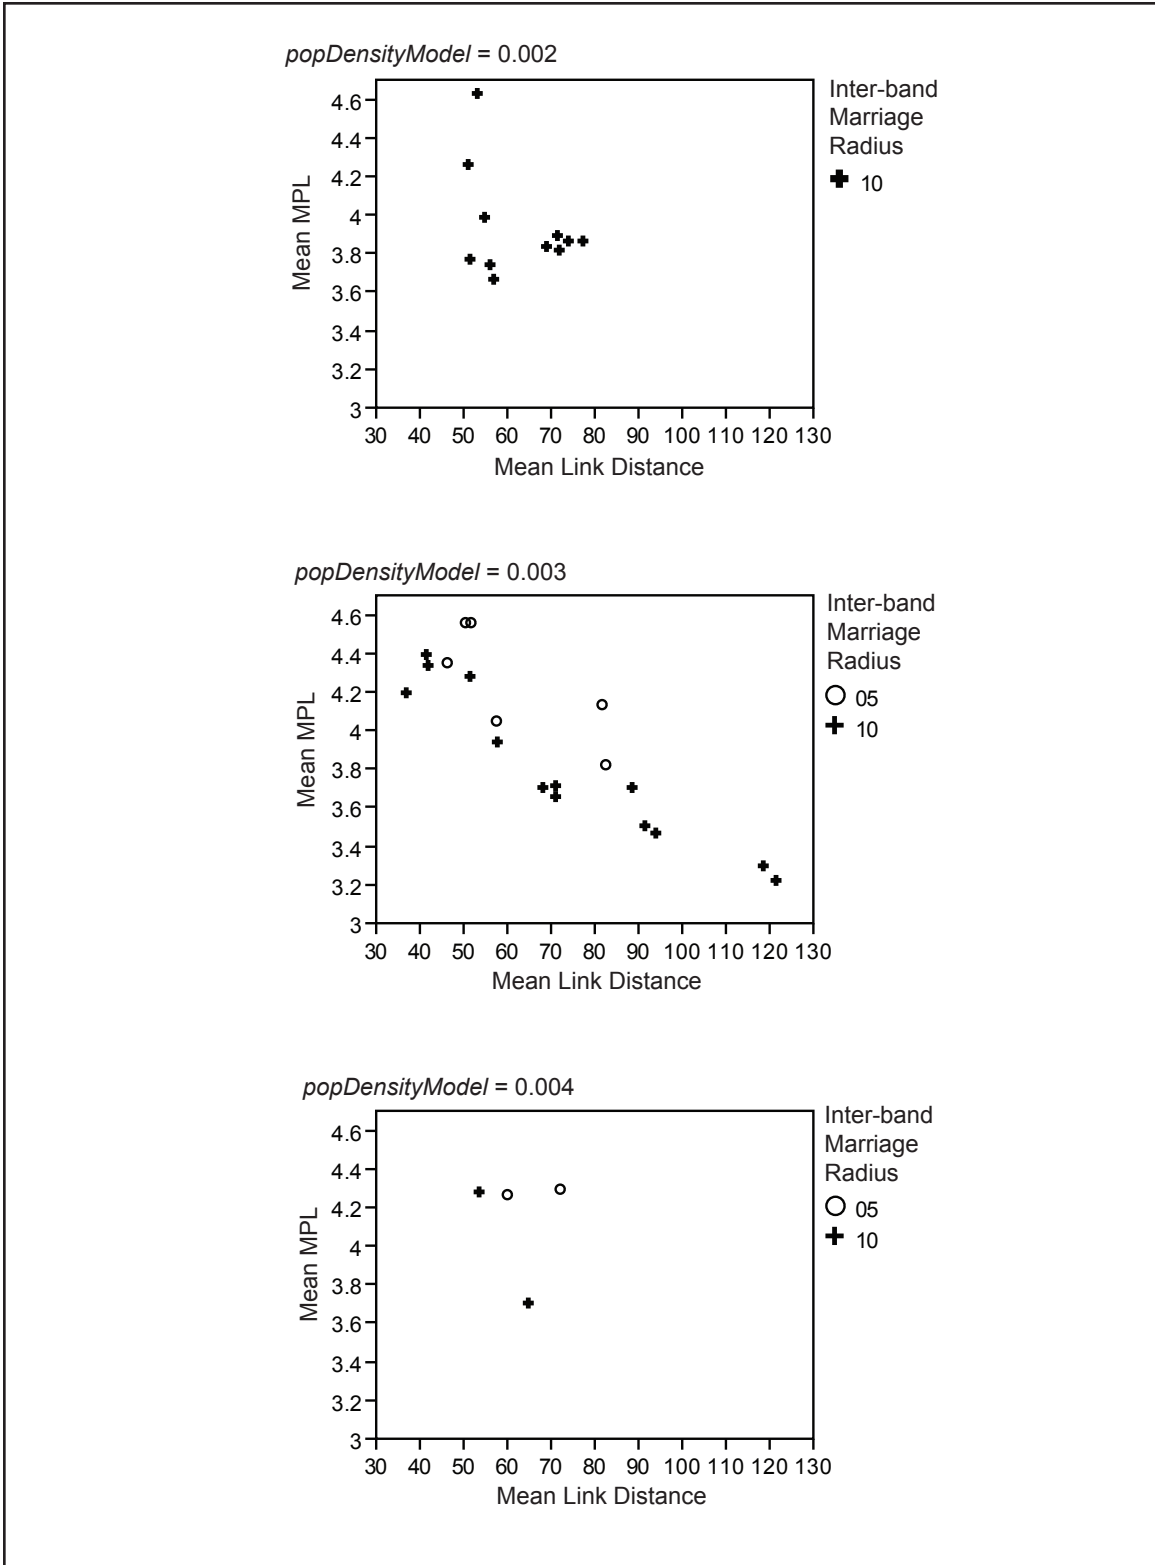 popDensityModel = 0.002
Inter-band
Marriage
Radius
10
Mean MPL
4.6
4.4
4.2
4
3.8
3.6
3.4
3.2
3
30 40 50 60 70 80 90 100 110 120 130
Mean Link Distance
popDensityModel = 0.003
Inter-band
Marriage
Radius
05
10
Mean MPL
4.6
4.4
4.2
4
3.8
3.6
3.4
3.2
3
30 40 50 60 70 80 90 100 110 120 130
Mean Link Distance
popDensityModel = 0.004
Inter-band
Marriage
Radius
05
10
Mean MPL
4.6
4.4
4.2
4
3.8
3.6
3.4
3.2
3
30 40 50 60 70 80 90 100 110 120 130
Mean Link Distance